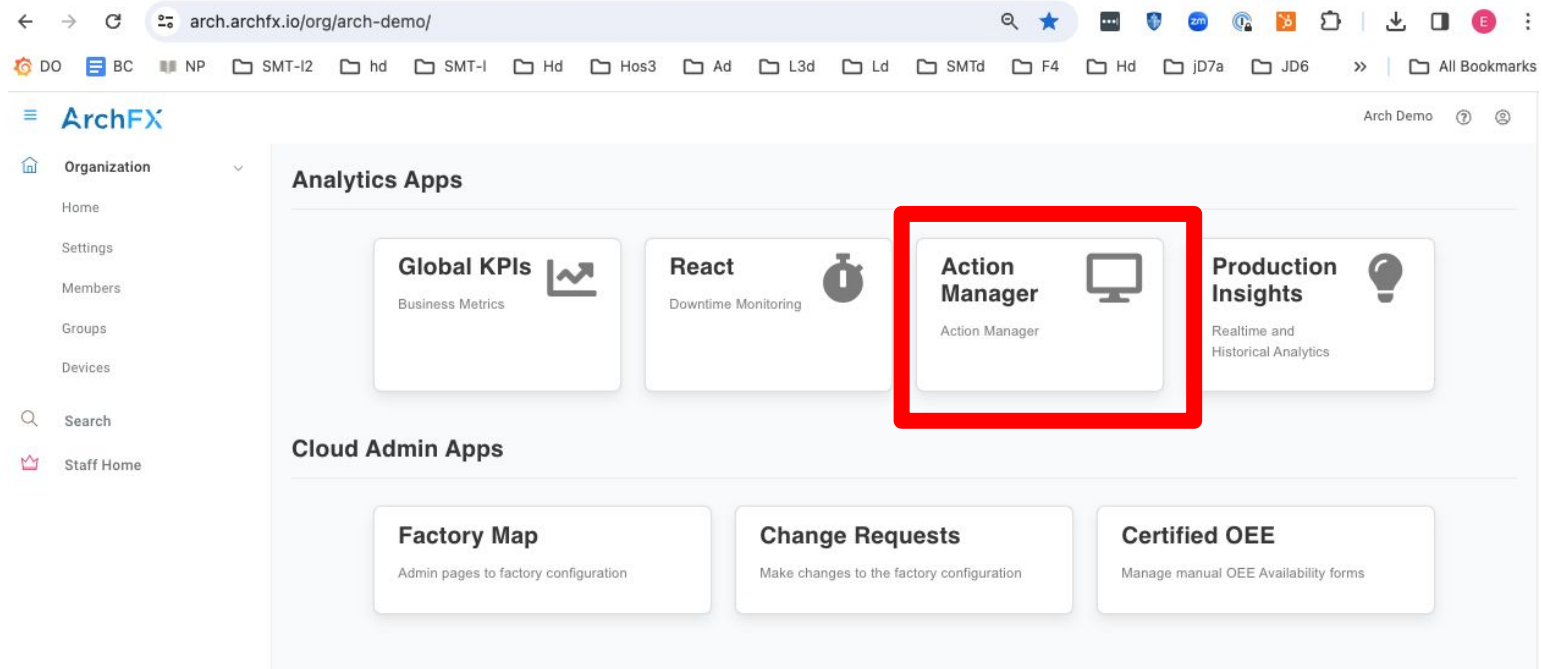 arch.archfx.io/org/arch-demo/
DO BC NP SMT-I2 hd SMT-I Hd Hos3 Ad L3d Ld SMTd F4 Hd jD7a JD6 » All Bookmarks
ArchFX
Arch Demo
Organization
Home
Settings
Members
Groups
Devices
Search
Staff Home
Analytics Apps
Global KPIs
Business Metrics
React
Downtime Monitoring
Action
Manager
Action Manager
Production
Insights
Realtime and
Historical Analytics
Cloud Admin Apps
Factory Map
Admin pages to factory configuration
Change Requests
Make changes to the factory configuration
Certified OEE
Manage manual OEE Availability forms
zm
E